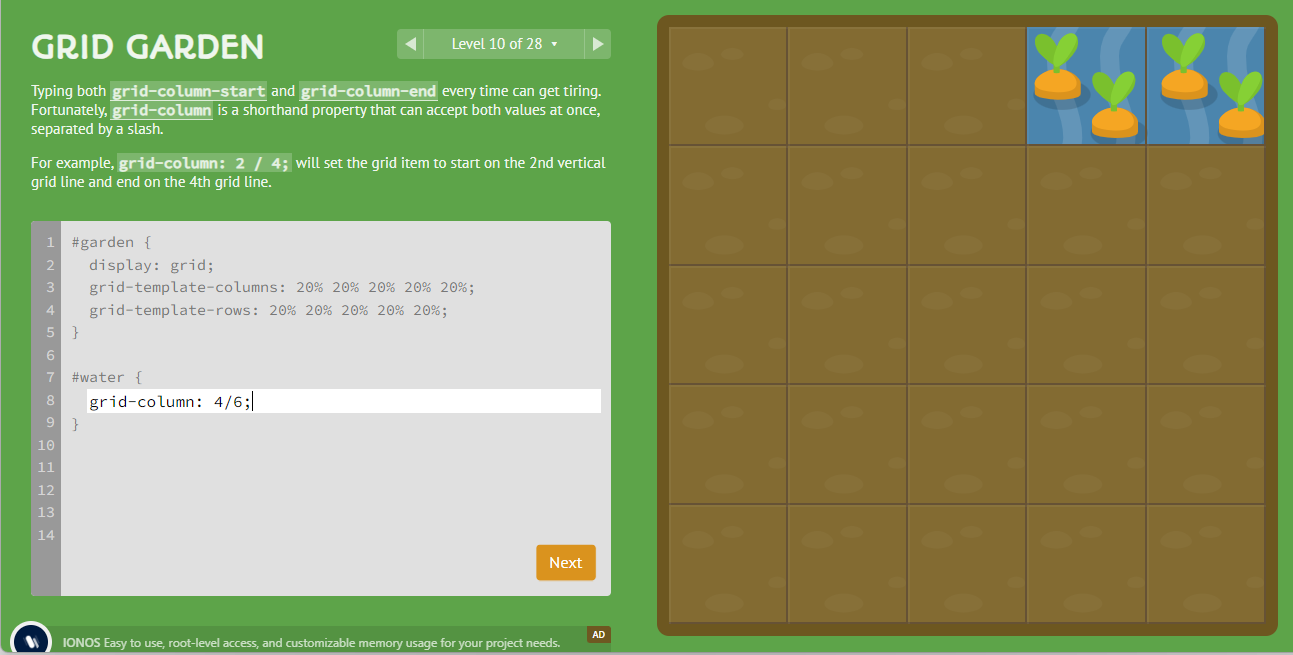 GRID GARDEN
Level 10 of 28
Typing both grid-column-start and grid-column-end every time can get tiring.
Fortunately, grid-column is a shorthand property that can accept both values at once,
separated by a slash.
For example, grid-column: 2 / 4; will set the grid item to start on the 2nd vertical
grid line and end on the 4th grid line.
1 #garden {
2 display: grid;
3 grid-template-columns: 20% 20% 20% 20% 20%;
4 grid-template-rows: 20% 20% 20% 20% 20%;
5 }
6
7 #water {
8 grid-column: 4/6;
9 }
10
11
12
13
14
Next
IONOS Easy to use, root-level access, and customizable memory usage for your project needs.
AD